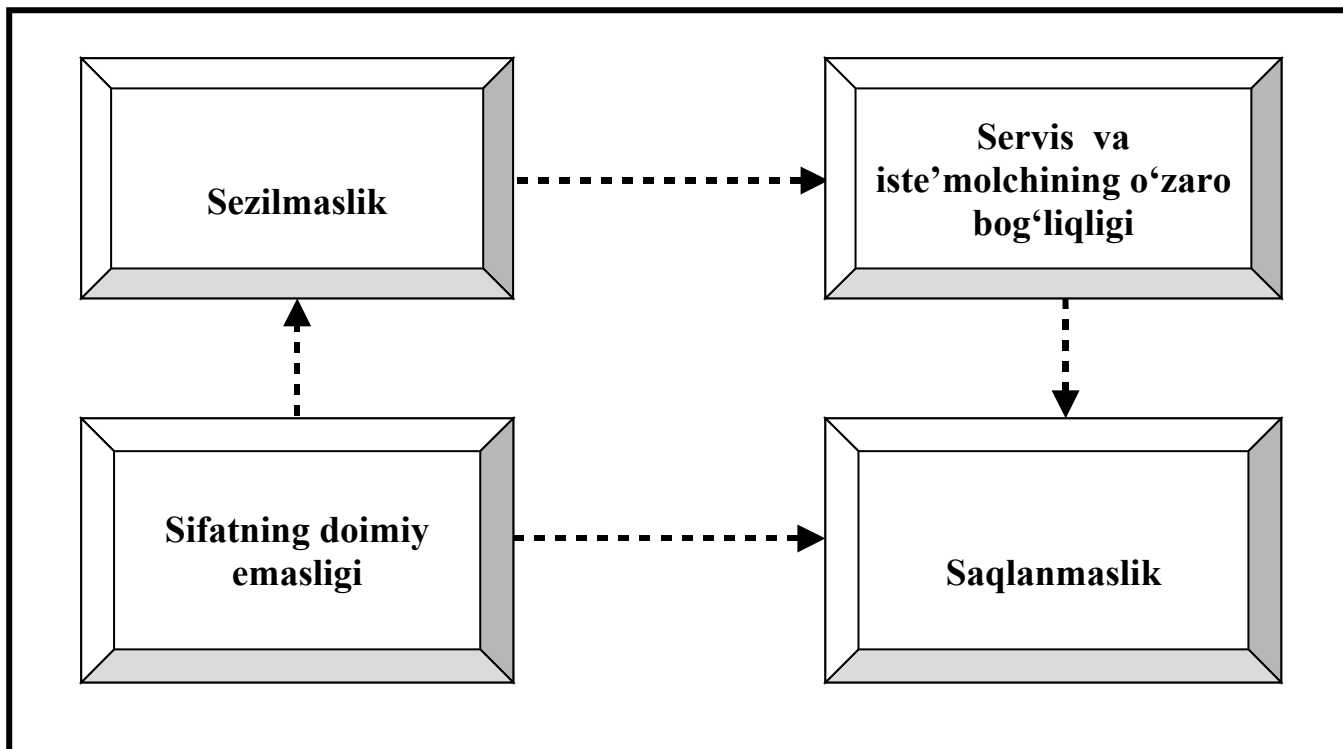 Sezilmaslik
Servis va
iste’molchining o‘zaro
bog‘liqligi
Sifatning doimiy
emasligi
Saqlanmaslik